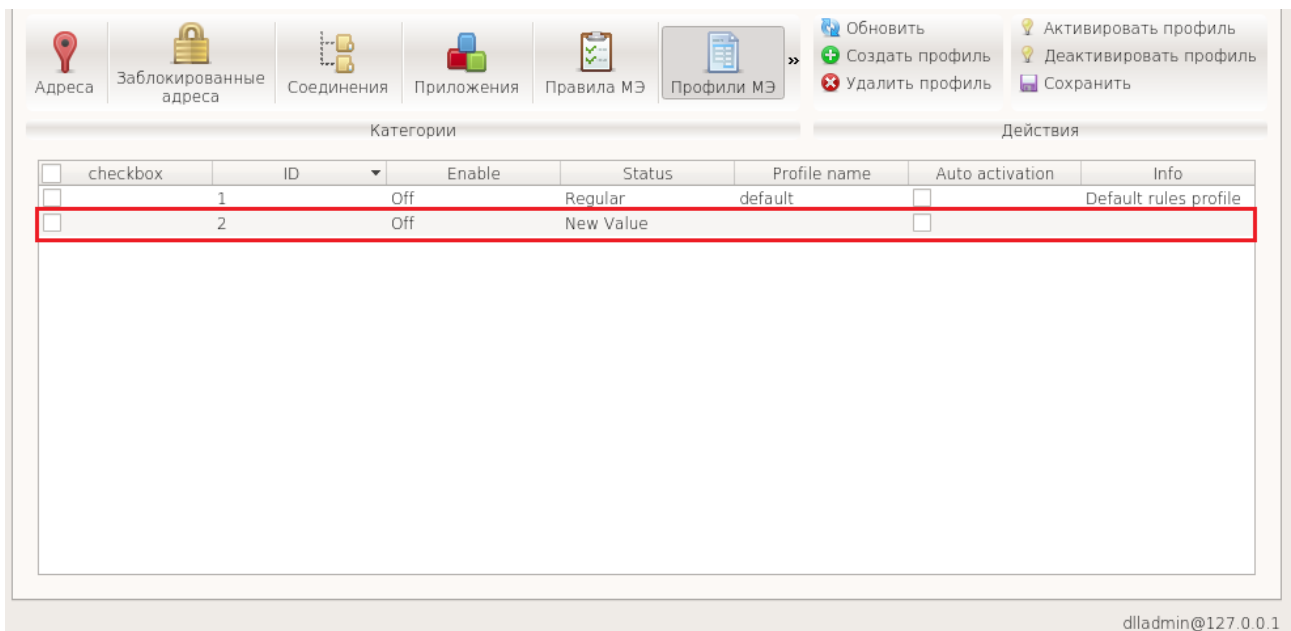 Адреса
Заблокированные
адреса
Соединения
Приложения
Правила МЭ
Профили МЭ
»
Категории
Обновить
Создать профиль
Удалить профиль
Активировать профиль
Деактивировать профиль
Сохранить
Действия
checkbox ID Enable Status Profile name Auto activation Info
1 Off Regular default Default rules profile
2 Off New Value
dlladmin@127.0.0.1